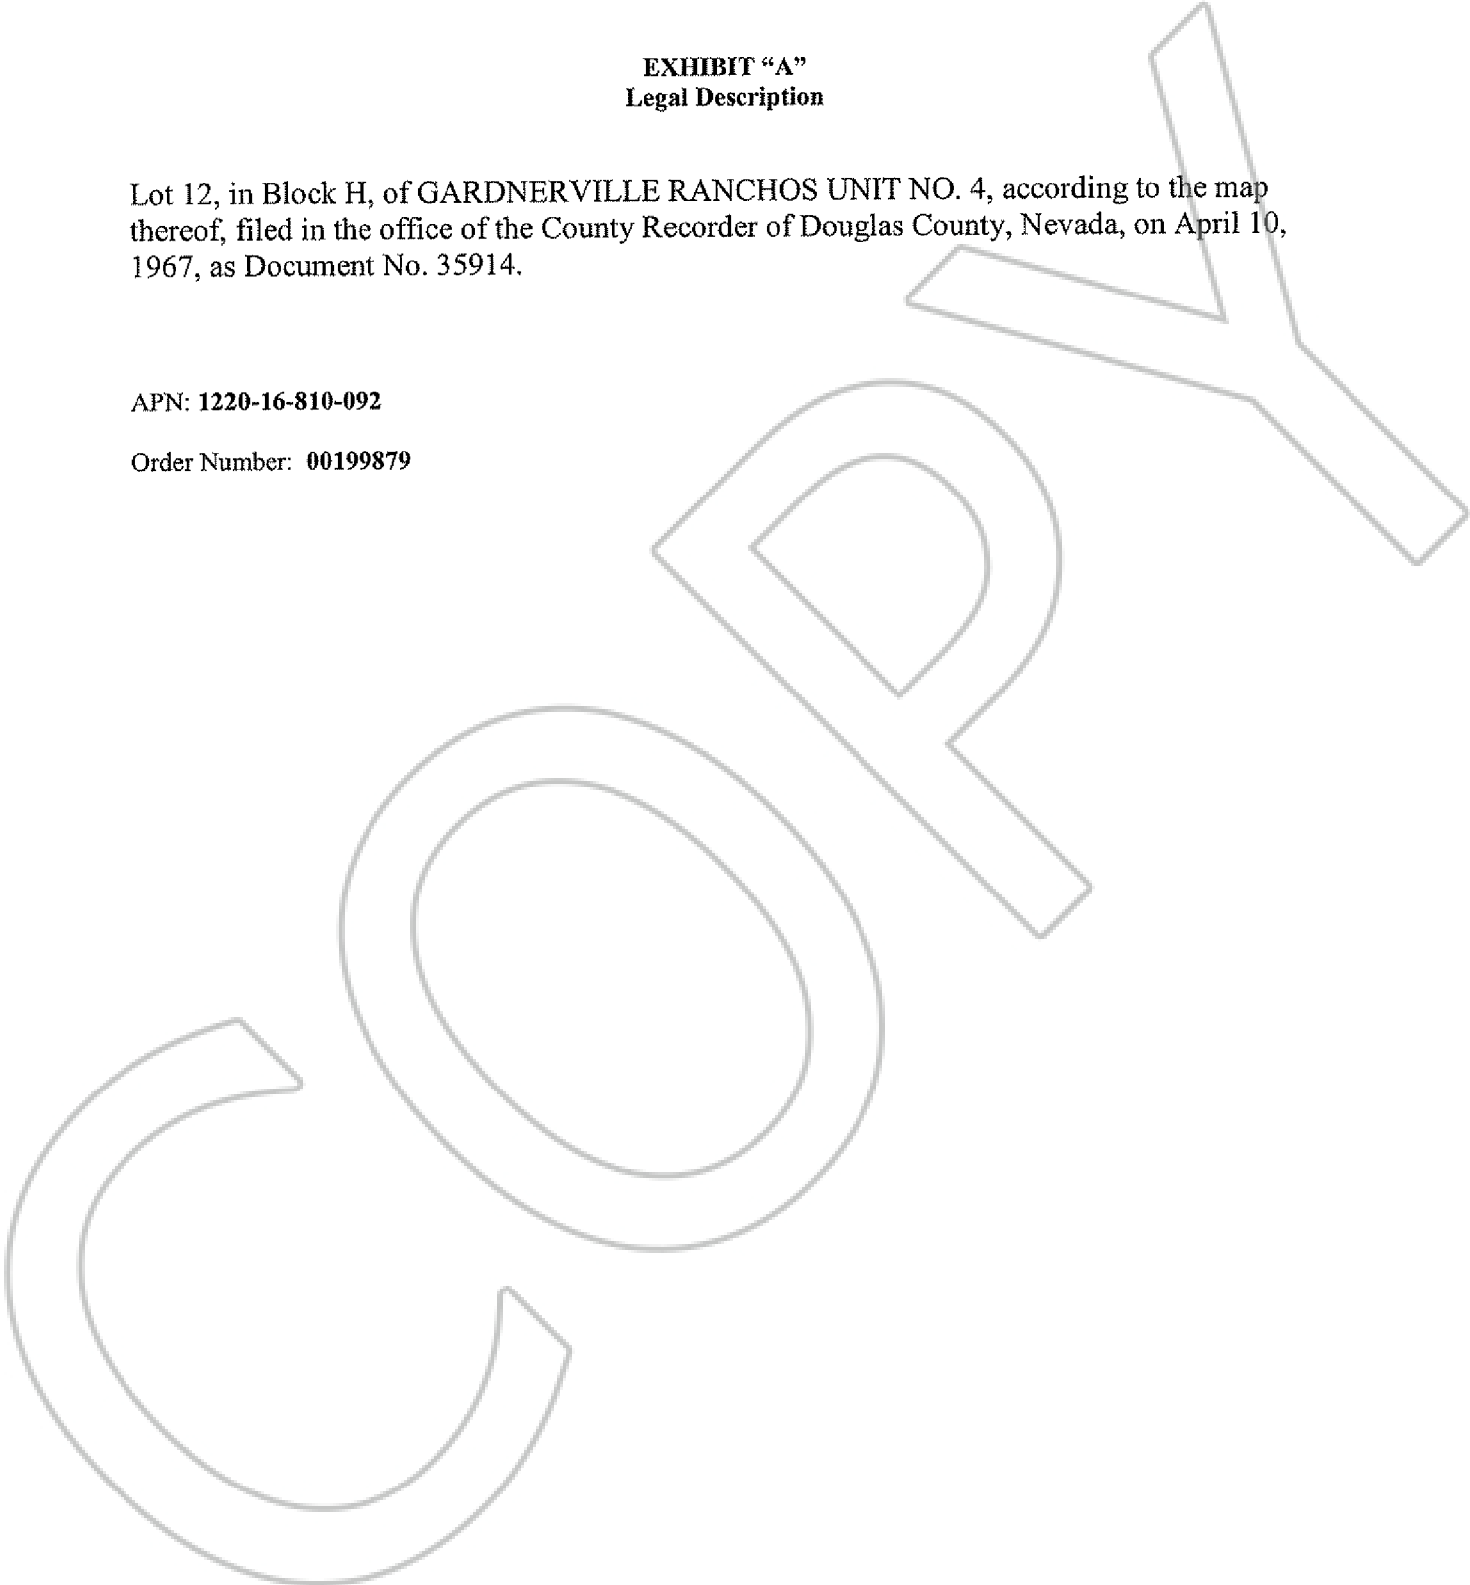 EXHIBIT “A”
Legal Description
Lot 12, in Block H, of GARDNERVILLE RANCHOS UNIT NO. 4, according to the map
thereof, filed in the office of the County Recorder of Douglas County, Nevada, on April 10,
1967, as Document No. 35914.
APN: 1220-16-810-092
Order Number: 00199879
COPY